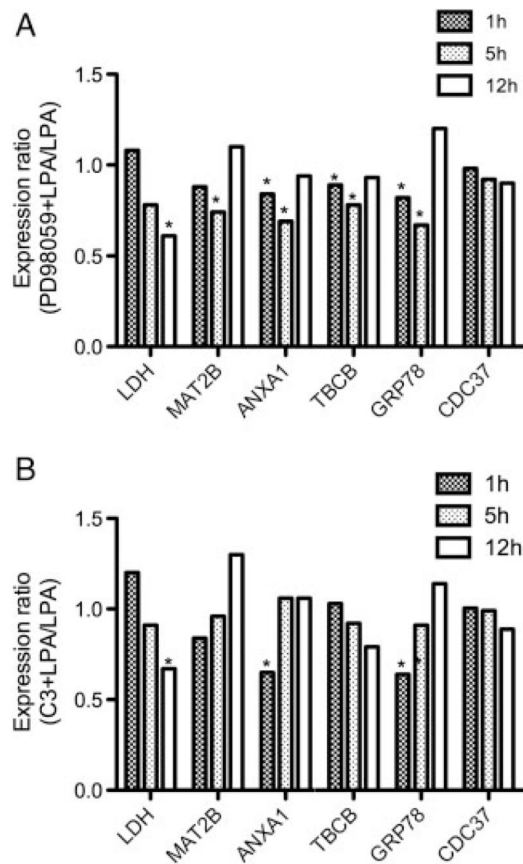 A
1h
5h
12h
Expression ratio
(PD98059+LPA/LPA)
1.5
1.0
0.5
0.0
*
*
* *
* *
* *
LDH
MAT2B
ANXA1
TBCB
GRP78
CDC37
B
1h
5h
12h
Expression ratio
(C3+LPA/LPA)
1.5
1.0
0.5
0.0
*
*
* *
LDH
MAT2B
ANXA1
TBCB
GRP78
CDC37